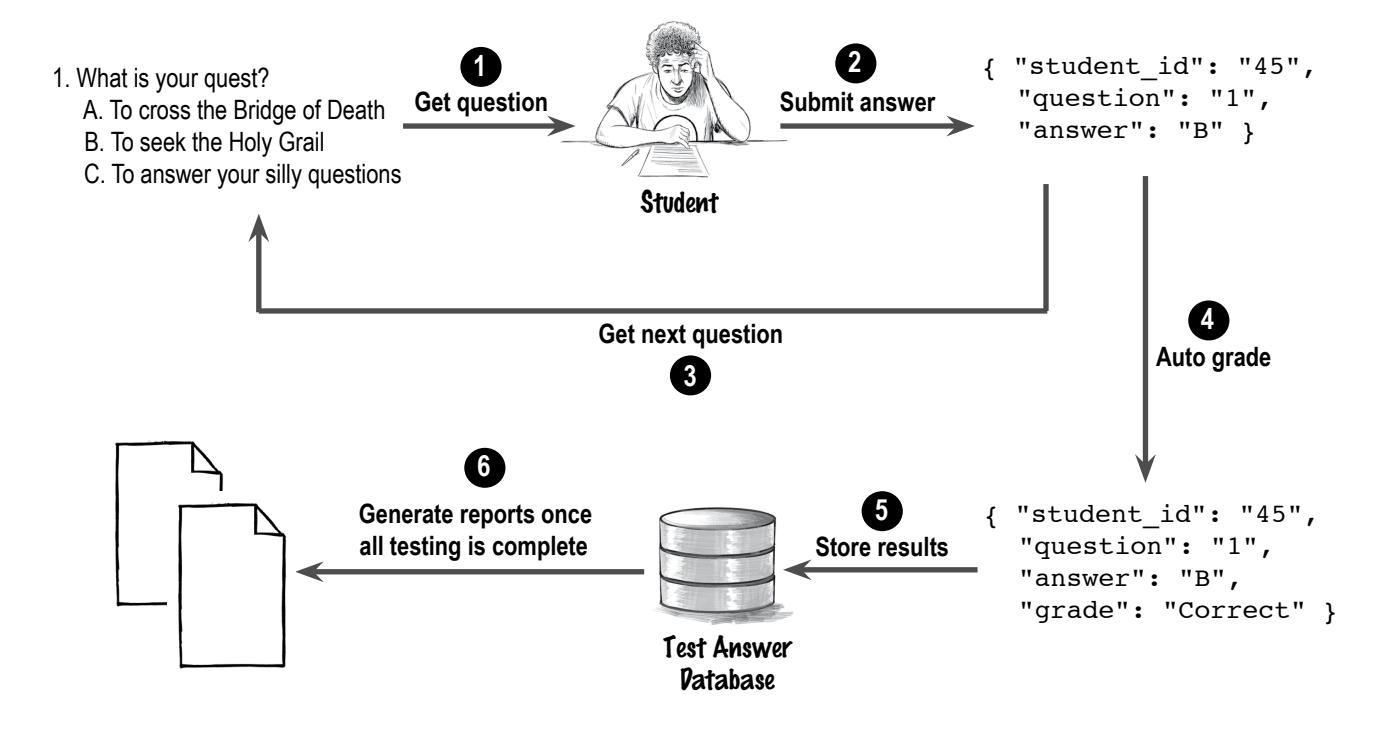 1. What is your quest?
A. To cross the Bridge of Death
B. To seek the Holy Grail
C. To answer your silly questions
1
Get question
Student
2
Submit answer
{ "student_id": "45",
"question": "1",
"answer": "B" }
Get next question
3
4
Auto grade
{ "student_id": "45",
"question": "1",
"answer": "B",
"grade": "Correct" }
5
Store results
Test Answer
Database
6
Generate reports once
all testing is complete